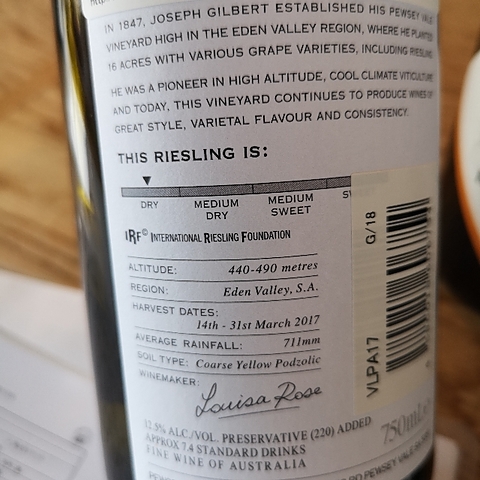 IN 1847, JOSEPH GILBERT ESTABLISHED HIS PEWSEY VALE
VINEYARD HIGH IN THE EDEN VALLEY REGION, WHERE HE PLANTED
16 ACRES WITH VARIOUS GRAPE VARIETIES, INCLUDING RIESLING
HE WAS A PIONEER IN HIGH ALTITUDE, COOL CLIMATE VITICULTURE
AND TODAY, THIS VINEYARD CONTINUES TO PRODUCE WINES OF
GREAT STYLE, VARIETAL FLAVOUR AND CONSISTENCY.
THIS RIESLING IS:
DRY MEDIUM DRY MEDIUM SWEET
IRF© INTERNATIONAL RIESLING FOUNDATION
ALTITUDE: 440-490 metres
REGION: Eden Valley, S.A.
HARVEST DATES:
14th - 31st March 2017
AVERAGE RAINFALL: 711mm
SOIL TYPE: Coarse Yellow Podzolic
WINEMAKER:
Louisa Rose
12.5% ALC./VOL. PRESERVATIVE (220) ADDED
APPROX 7.4 STANDARD DRINKS
FINE WINE OF AUSTRALIA
750mL
G/18
VLPA17